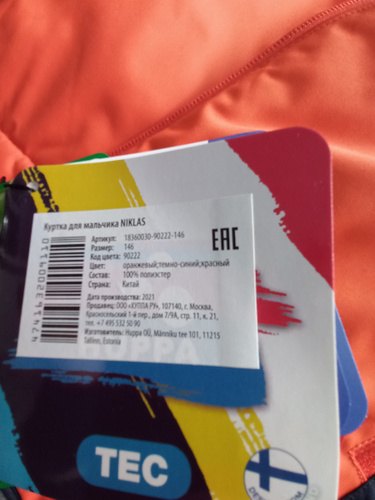 Куртка для мальчика NIKLAS
Артикул: 18360030-90222-146
Размер: 146
Код цвета: 90222
Цвет: оранжевый;темно-синий;красный
Состав: 100% полиэстер
Страна: Китай
EAC
Дата производства: 2021
Продавец: ООО «ХУППА РУ», 107140, г. Москва,
Красносельский 1-й пер., дом 7/9А, стр. 11, к. 21,
тел. +7 495 532 50 90
Изготовитель: Huppa OÜ, Männiku tee 101, 11215
Tallinn, Estonia
4741632009110
HUPPA
TEC